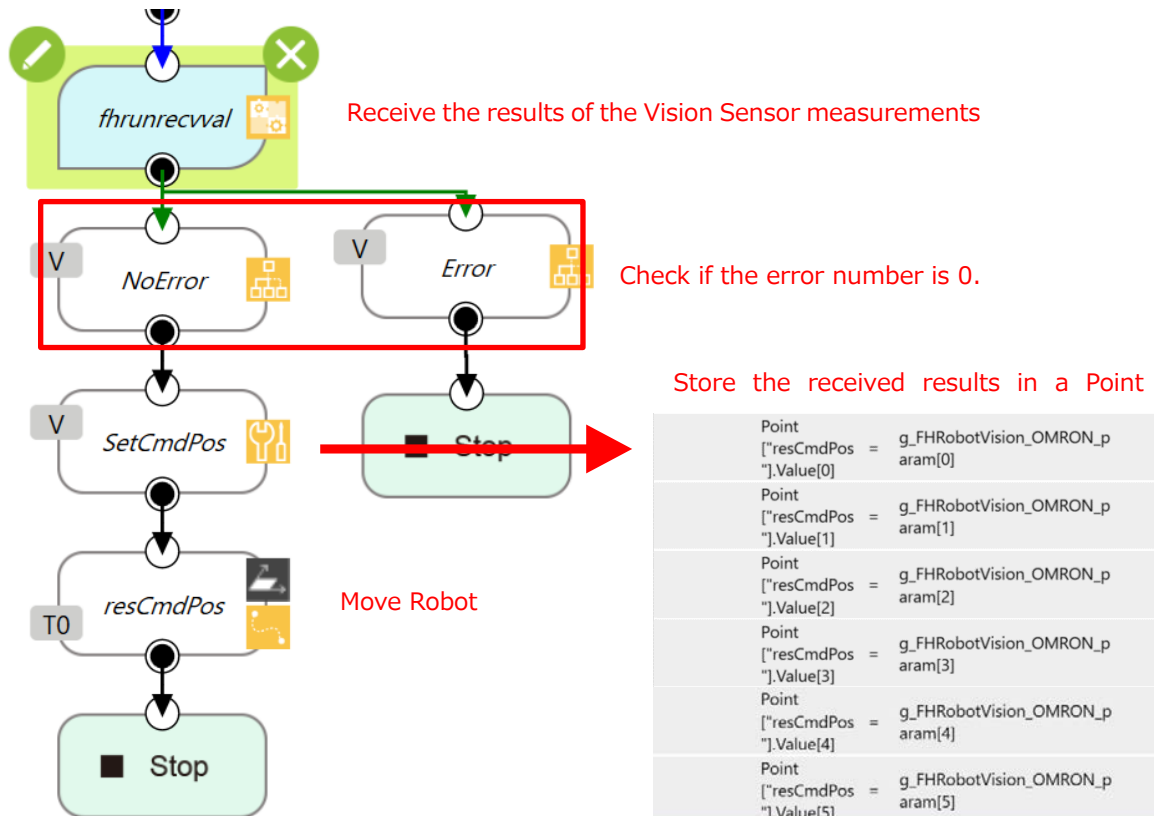 fhrunrecvval
Receive the results of the Vision Sensor measurements
V
NoError
V
Error
Check if the error number is 0.
V
SetCmdPos
Stop
Store the received results in a Point
Point
["resCmdPos = g_FHRobotVision_OMRON_p
"].Value[0] aram[0]
Point
["resCmdPos = g_FHRobotVision_OMRON_p
"].Value[1] aram[1]
Point
["resCmdPos = g_FHRobotVision_OMRON_p
"].Value[2] aram[2]
Point
["resCmdPos = g_FHRobotVision_OMRON_p
"].Value[3] aram[3]
Point
["resCmdPos = g_FHRobotVision_OMRON_p
"].Value[4] aram[4]
Point
["resCmdPos = g_FHRobotVision_OMRON_p
"].Value[5] aram[5]
T0
resCmdPos
Move Robot
Stop